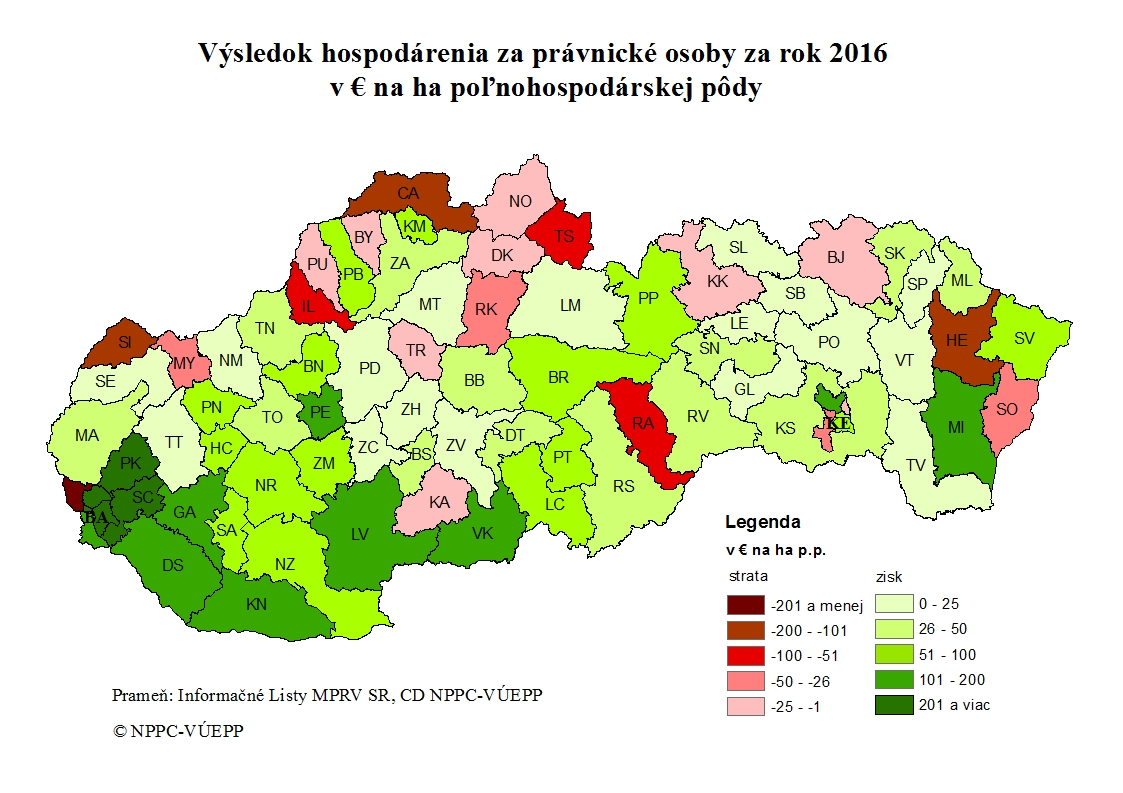 Výsledok hospodárenia za právnické osoby za rok 2016
v € na ha poľnohospodárskej pôdy
CA
NO
KM
BY
TS
PU
ZA
DK
PB
IL
MT
RK
LM
SL
BJ
SK
KK
SP
ML
PP
SB
TN
LE
PO
HE
SV
SI
MY
NM
BN
PD
TR
SN
VT
SE
BB
BR
GL
PN
TO
PE
ZH
RA
RV
KS
KE
MI
SO
MA
TT
HC
ZC
BS
ZV
DT
PT
PK
ZM
TV
SC
NR
KA
RS
GA
LC
BA
SA
LV
VK
DS
NZ
KN
Legenda
v € na ha p.p.
strata
zisk
-201 a menej
0 - 25
-200 - -101
26 - 50
-100 - -51
51 - 100
-50 - -26
101 - 200
-25 - -1
201 a viac
Prameň: Informačné Listy MPRV SR, CD NPPC-VÚEPP
© NPPC-VÚEPP